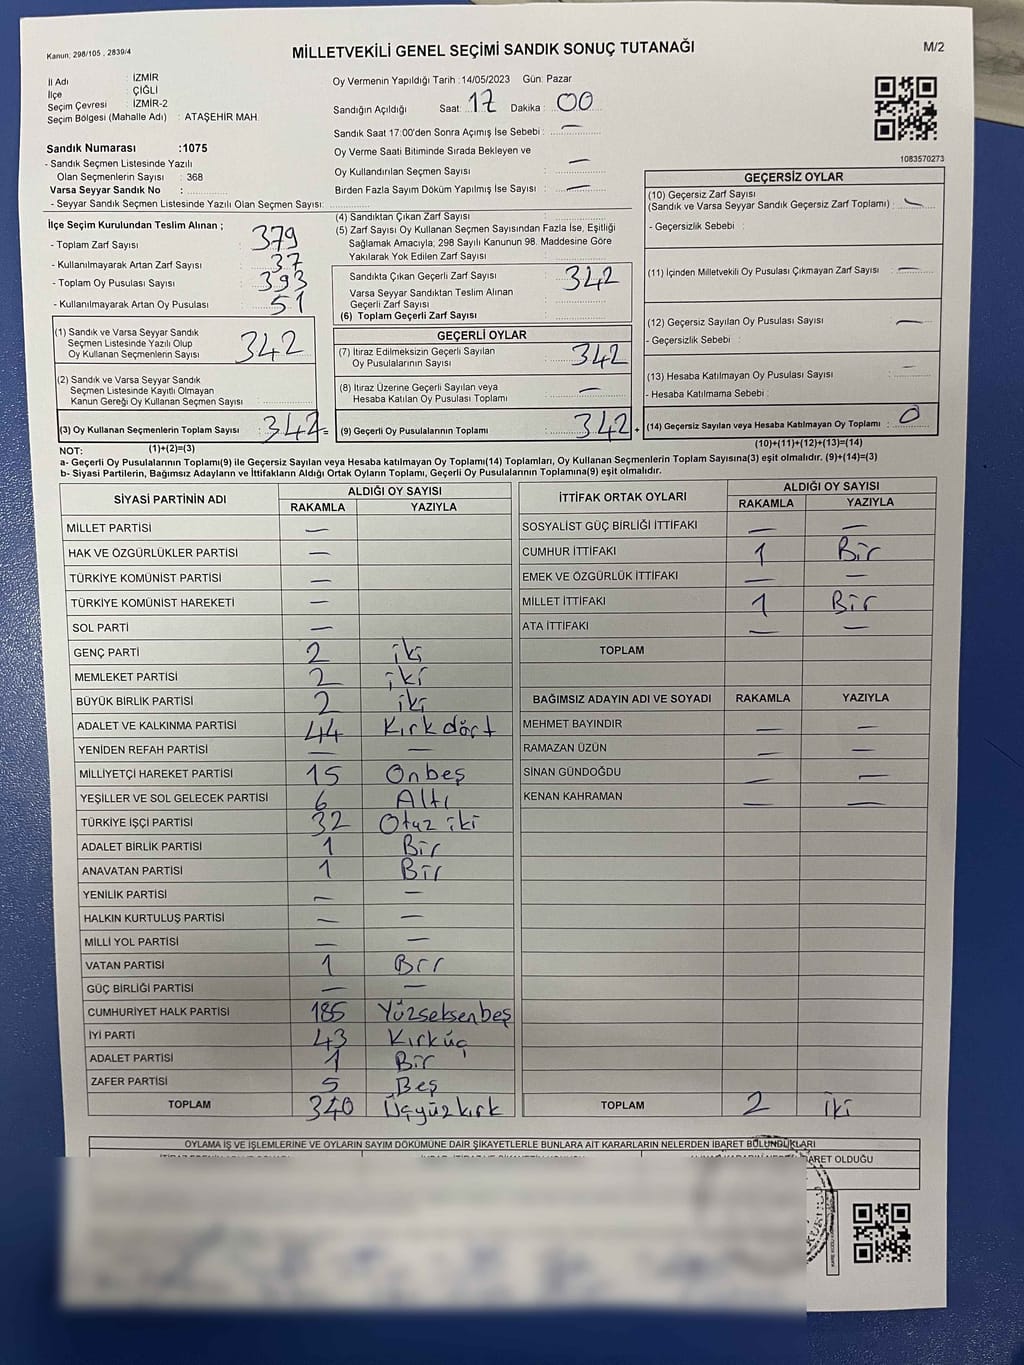 Kanun: 298/105 , 2839/4
MİLLETVEKİLİ GENEL SEÇİMİ SANDIK SONUÇ TUTANAĞI
M/2
İl Adı : İZMİR
İlçe : ÇİĞLİ
Seçim Çevresi : İZMİR-2
Seçim Bölgesi (Mahalle Adı) : ATAŞEHİR MAH.
Sandık Numarası :1075
- Sandık Seçmen Listesinde Yazılı
Olan Seçmenlerin Sayısı : 368
Varsa Seyyar Sandık No :
- Seyyar Sandık Seçmen Listesinde Yazılı Olan Seçmen Sayısı:
Oy Vermenin Yapıldığı Tarih :14/05/2023 Gün: Pazar
Sandığın Açıldığı Saat: 17 Dakika : 00
Sandık Saat 17:00'den Sonra Açımış İse Sebebi : —
Oy Verme Saati Bitiminde Sırada Bekleyen ve
Oy Kullandırılan Seçmen Sayısı : —
Birden Fazla Sayım Döküm Yapılmış İse Sayısı : —
1083570273
İlçe Seçim Kurulundan Teslim Alınan ;
- Toplam Zarf Sayısı : 379
- Kullanılmayarak Artan Zarf Sayısı : 37
- Toplam Oy Pusulası Sayısı : 393
- Kullanılmayarak Artan Oy Pusulası : 51
(1) Sandık ve Varsa Seyyar Sandık
Seçmen Listesinde Yazılı Olup
Oy Kullanan Seçmenlerin Sayısı : 342
(2) Sandık ve Varsa Seyyar Sandık
Seçmen Listesinde Kayıtlı Olmayan
Kanun Gereği Oy Kullanan Seçmen Sayısı :
(3) Oy Kullanan Seçmenlerin Toplam Sayısı : 342 =
(4) Sandıktan Çıkan Zarf Sayısı :
(5) Zarf Sayısı Oy Kullanan Seçmen Sayısından Fazla İse, Eşitliği
Sağlamak Amacıyla; 298 Sayılı Kanunun 98. Maddesine Göre
Yakılarak Yok Edilen Zarf Sayısı :
Sandıkta Çıkan Geçerli Zarf Sayısı : 342
Varsa Seyyar Sandıktan Teslim Alınan
Geçerli Zarf Sayısı :
(6) Toplam Geçerli Zarf Sayısı :
GEÇERLİ OYLAR
(7) İtiraz Edilmeksizin Geçerli Sayılan
Oy Pusulalarının Sayısı : 342
(8) İtiraz Üzerine Geçerli Sayılan veya
Hesaba Katılan Oy Pusulası Toplamı : —
(9) Geçerli Oy Pusulalarının Toplamı : 342 +
GEÇERSİZ OYLAR
(10) Geçersiz Zarf Sayısı
(Sandık ve Varsa Seyyar Sandık Geçersiz Zarf Toplamı) : —
- Geçersizlik Sebebi :
(11) İçinden Milletvekili Oy Pusulası Çıkmayan Zarf Sayısı : —
(12) Geçersiz Sayılan Oy Pusulası Sayısı : —
- Geçersizlik Sebebi :
(13) Hesaba Katılmayan Oy Pusulası Sayısı : —
- Hesaba Katılmama Sebebi :
(14) Geçersiz Sayılan veya Hesaba Katılmayan Oy Toplamı : 0
NOT: (1)+(2)=(3) (10)+(11)+(12)+(13)=(14)
a- Geçerli Oy Pusulalarının Toplamı(9) ile Geçersiz Sayılan veya Hesaba katılmayan Oy Toplamı(14) Toplamları, Oy Kullanan Seçmenlerin Toplam Sayısına(3) eşit olmalıdır. (9)+(14)=(3)
b- Siyasi Partilerin, Bağımsız Adayların ve İttifakların Aldığı Ortak Oyların Toplamı, Geçerli Oy Pusulalarının Toplamına(9) eşit olmalıdır.
SİYASİ PARTİNİN ADI ALDIĞI OY SAYISI
RAKAMLA YAZIYLA
MİLLET PARTİSİ —
HAK VE ÖZGÜRLÜKLER PARTİSİ —
TÜRKİYE KOMÜNİST PARTİSİ —
TÜRKİYE KOMÜNİST HAREKETİ —
SOL PARTİ —
GENÇ PARTİ 2 iki
MEMLEKET PARTİSİ 2 iki
BÜYÜK BİRLİK PARTİSİ 2 iki
ADALET VE KALKINMA PARTİSİ 44 Kırk dört
YENİDEN REFAH PARTİSİ — —
MİLLİYETÇİ HAREKET PARTİSİ 15 Onbeş
YEŞİLLER VE SOL GELECEK PARTİSİ 6 Altı
TÜRKİYE İŞÇİ PARTİSİ 32 Otuz iki
ADALET BİRLİK PARTİSİ 1 Bir
ANAVATAN PARTİSİ 1 Bir
YENİLİK PARTİSİ — —
HALKIN KURTULUŞ PARTİSİ — —
MİLLİ YOL PARTİSİ — —
VATAN PARTİSİ 1 Bir
GÜÇ BİRLİĞİ PARTİSİ — —
CUMHURİYET HALK PARTİSİ 185 Yüzseksenbeş
İYİ PARTİ 43 Kırküç
ADALET PARTİSİ 1 Bir
ZAFER PARTİSİ 5 Beş
TOPLAM 340 Üçyüzkırk
İTTİFAK ORTAK OYLARI ALDIĞI OY SAYISI
RAKAMLA YAZIYLA
SOSYALİST GÜÇ BİRLİĞİ İTTİFAKI — —
CUMHUR İTTİFAKI 1 Bir
EMEK VE ÖZGÜRLÜK İTTİFAKI — —
MİLLET İTTİFAKI 1 Bir
ATA İTTİFAKI — —
TOPLAM
BAĞIMSIZ ADAYIN ADI VE SOYADI RAKAMLA YAZIYLA
MEHMET BAYINDIR — —
RAMAZAN ÜZÜN — —
SİNAN GÜNDOĞDU — —
KENAN KAHRAMAN — —
TOPLAM 2 iki
OYLAMA İŞ VE İŞLEMLERİNE VE OYLARIN SAYIM DÖKÜMÜNE DAİR ŞİKAYETLERLE BUNLARA AİT KARARLARIN NELERDEN İBARET BULUNDUKLARI
İBARET OLDUĞU